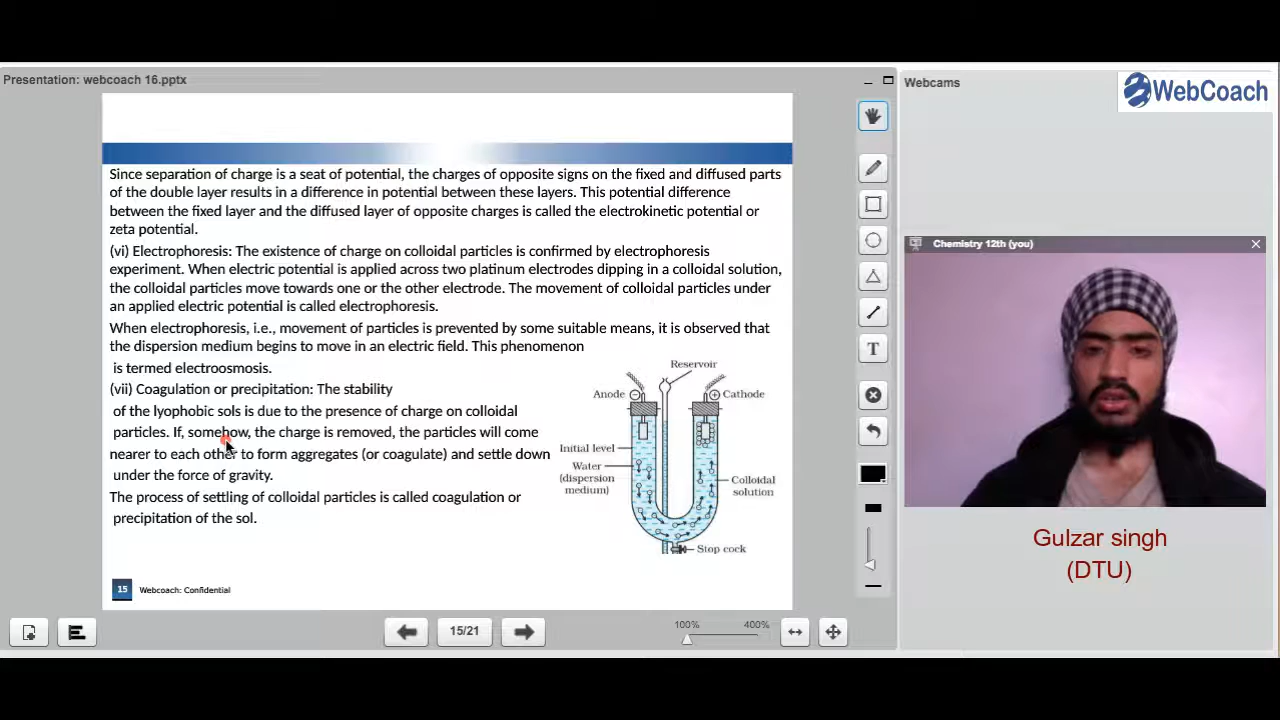 Presentation: webcoach 16.pptx
Webcams
WebCoach
Since separation of charge is a seat of potential, the charges of opposite signs on the fixed and diffused parts
of the double layer results in a difference in potential between these layers. This potential difference
between the fixed layer and the diffused layer of opposite charges is called the electrokinetic potential or
zeta potential.
(vi) Electrophoresis: The existence of charge on colloidal particles is confirmed by electrophoresis
experiment. When electric potential is applied across two platinum electrodes dipping in a colloidal solution,
the colloidal particles move towards one or the other electrode. The movement of colloidal particles under
an applied electric potential is called electrophoresis.
When electrophoresis, i.e., movement of particles is prevented by some suitable means, it is observed that
the dispersion medium begins to move in an electric field. This phenomenon
is termed electroosmosis.
(vii) Coagulation or precipitation: The stability
of the lyophobic sols is due to the presence of charge on colloidal
particles. If, somehow, the charge is removed, the particles will come
nearer to each other to form aggregates (or coagulate) and settle down
under the force of gravity.
The process of settling of colloidal particles is called coagulation or
precipitation of the sol.
Reservoir
Anode
Cathode
Initial level
Water
(dispersion
medium)
Colloidal
solution
Stop cock
15
Webcoach: Confidential
T
Chemistry 12th (you)
Gulzar singh
(DTU)
15/21
100%
400%